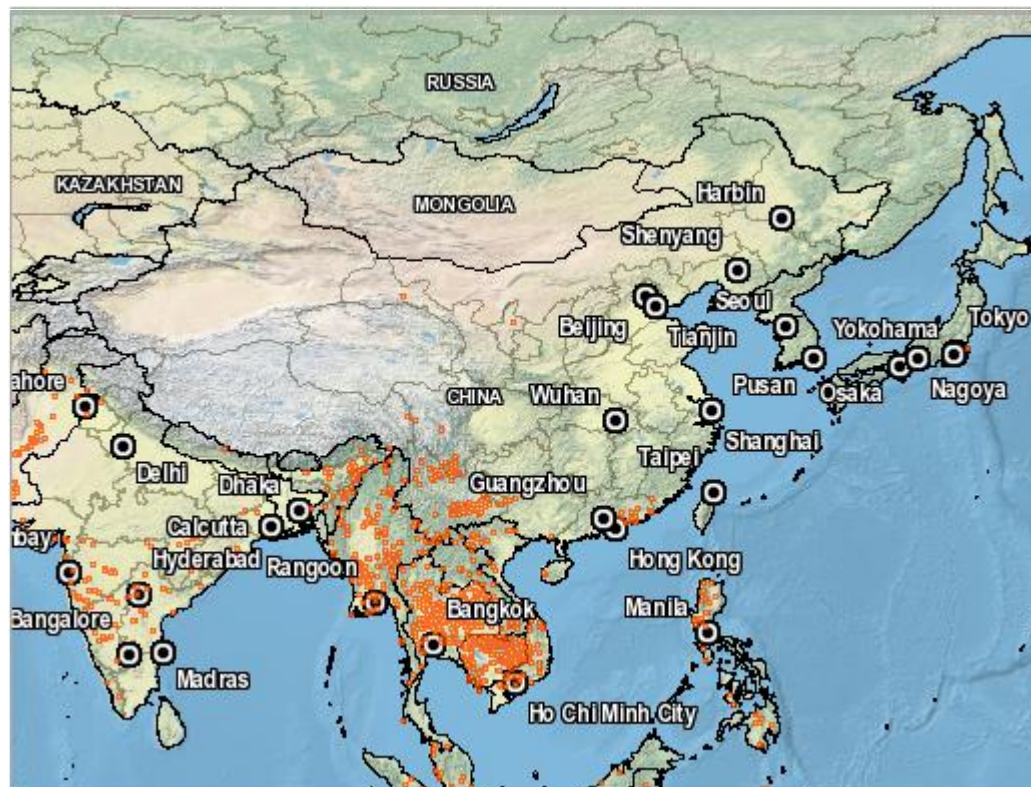 RUSSIA
KAZAKHSTAN
MONGOLIA
Harbin
Shenyang
Seoul
Beijing
Tianjin
Yokohama
Tokyo
ahore
CHINA
Wuhan
Pusan
Osaka
Nagoya
Shanghai
Taipei
Delhi
Dhaka
Guangzhou
Calcutta
mbay
Hyderabad
Rangoon
Hong Kong
Bangalore
Bangkok
Manila
Madras
Ho Chi Minh City